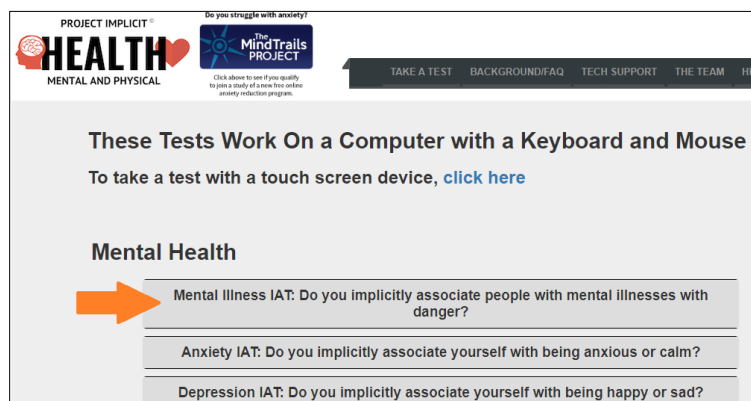 PROJECT IMPLICIT®
HEALTH
MENTAL AND PHYSICAL
Do you struggle with anxiety?
The
MindTrails
PROJECT
Click above to see if you qualify
to join a study of a new free online
anxiety reduction program.
TAKE A TEST BACKGROUND/FAQ TECH SUPPORT THE TEAM
These Tests Work On a Computer with a Keyboard and Mouse
To take a test with a touch screen device, click here
Mental Health
Mental Illness IAT: Do you implicitly associate people with mental illnesses with
danger?
Anxiety IAT: Do you implicitly associate yourself with being anxious or calm?
Depression IAT: Do you implicitly associate yourself with being happy or sad?